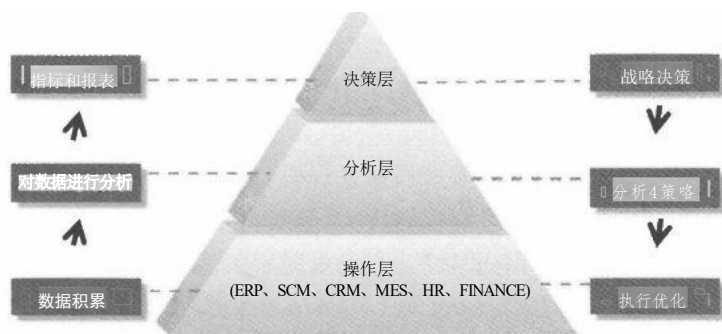 指标和报表
决策层
战略决策
对数据进行分析
分析层
分析4策略
数据积累
操作层
(ERP、SCM、CRM、MES、HR、FINANCE)
执行优化